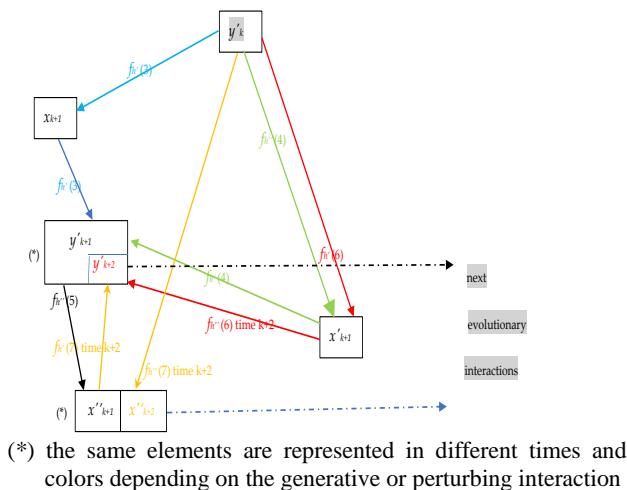 y′k
fh′ (2)
xk+1
fh′′(4)
fh′ (3)
y′k+1
(*)
y′k+2
fh′(6)
next
fh′(4)
fh′′(5)
fh′′(6) time k+2
evolutionary
x′k+1
fh′ (7) time k+2
fh′′(7) time k+2
interactions
(*) x′′k+1 x′′k+2
(*) the same elements are represented in different times and
colors depending on the generative or perturbing interaction